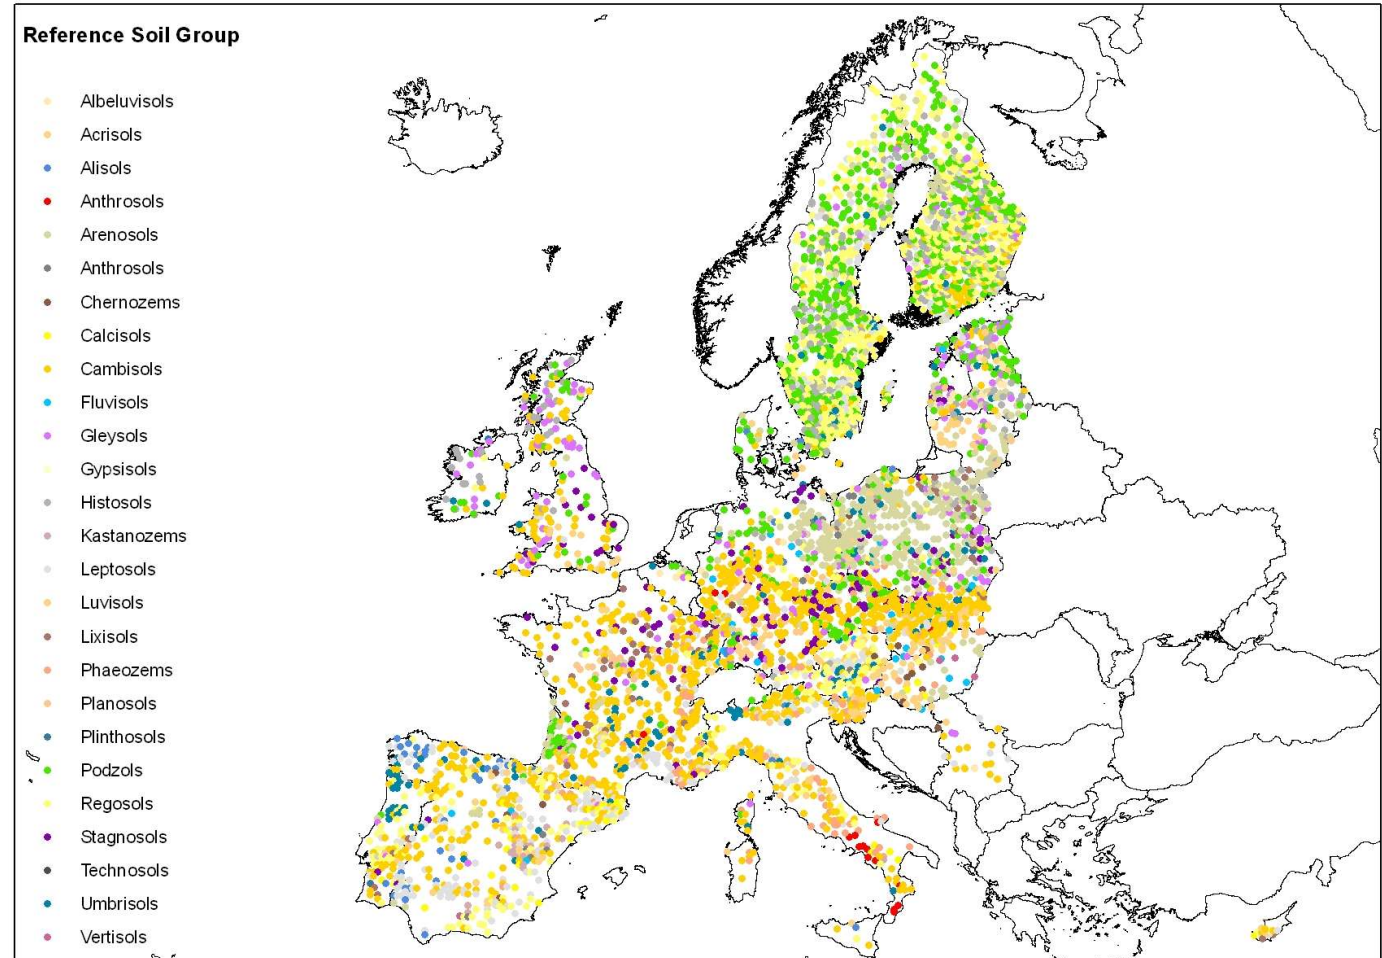 Reference Soil Group
Albeluvisols
Acrisols
Alisols
Anthrosols
Arenosols
Anthrosols
Chernozems
Calcisols
Cambisols
Fluvisols
Gleysols
Gypsisols
Histosols
Kastanozems
Leptosols
Luvisols
Lixisols
Phaeozems
Planosols
Plinthosols
Podzols
Regosols
Stagnosols
Technosols
Umbrisols
Vertisols